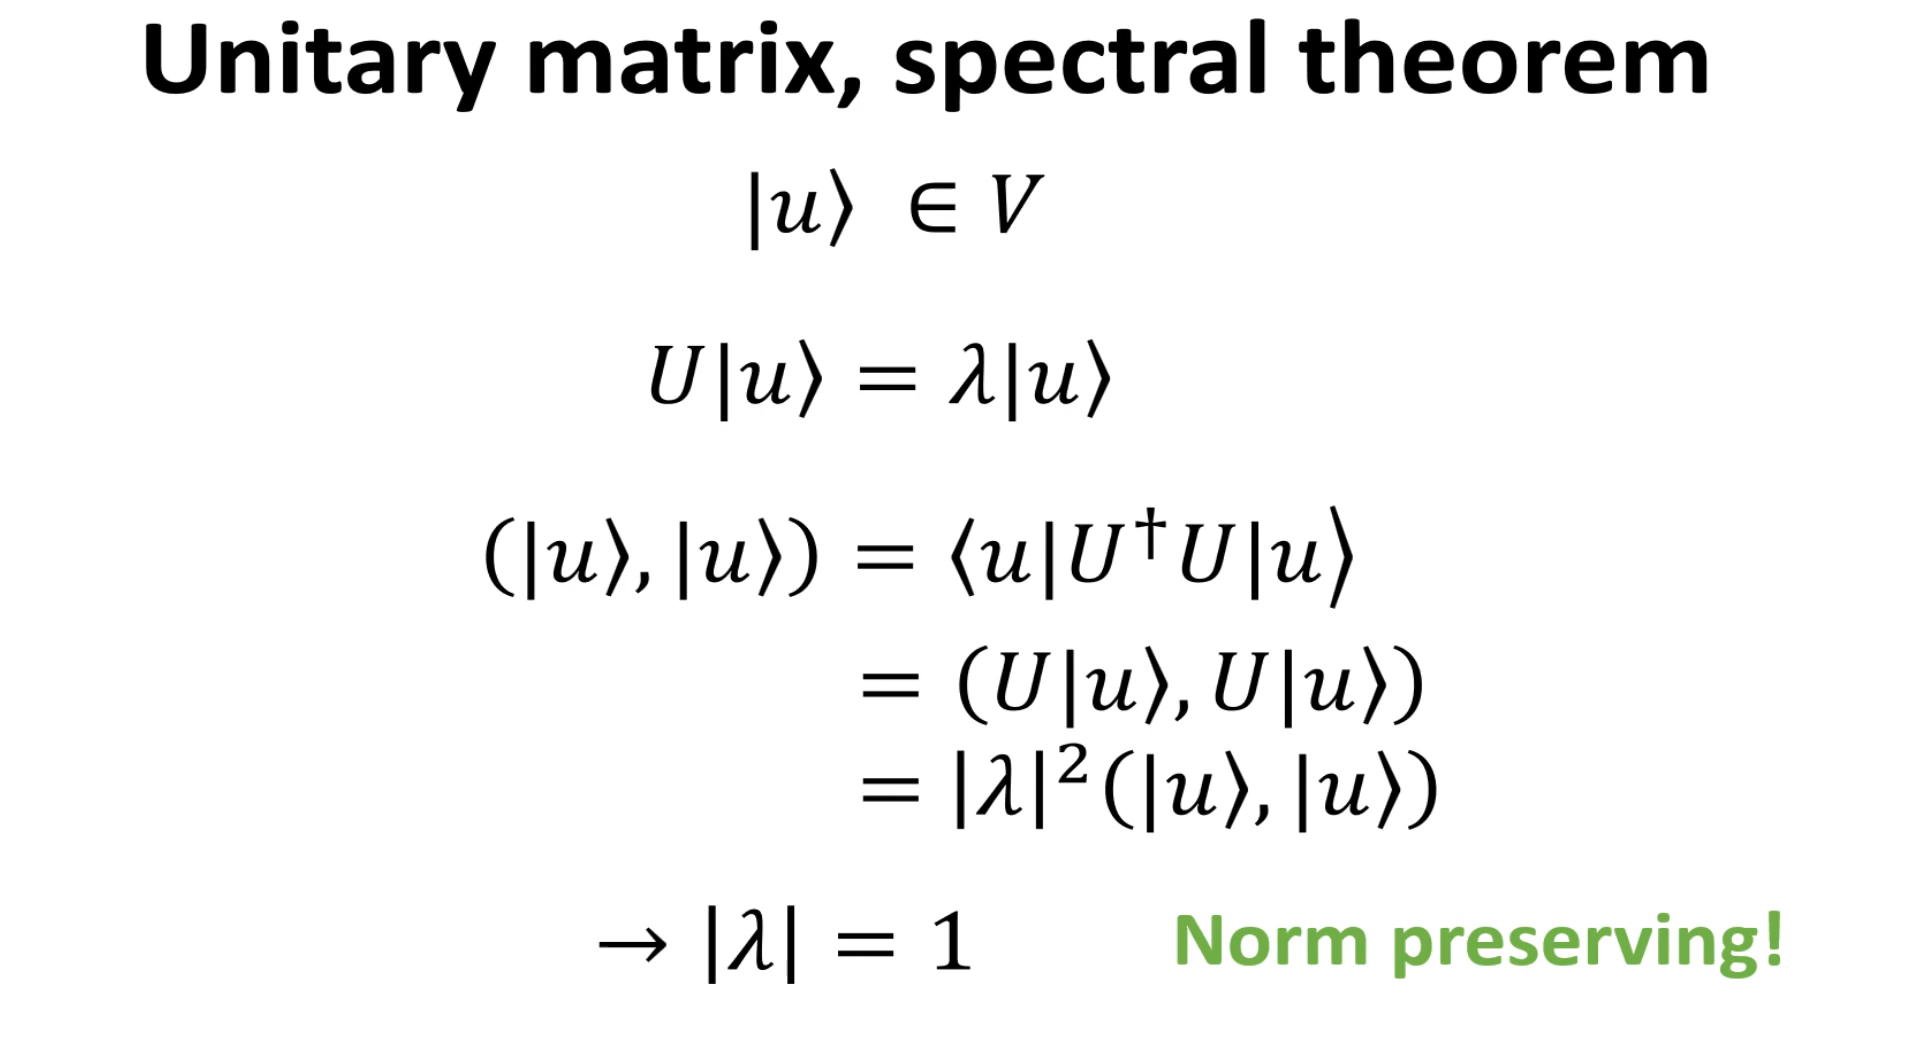 Unitary matrix, spectral theorem
|u⟩ ∈ V
U|u⟩ = λ|u⟩
(|u⟩, |u⟩) = ⟨u|U†U|u⟩
= (U|u⟩, U|u⟩)
= |λ|²(|u⟩, |u⟩)
→ |λ| = 1 Norm preserving!